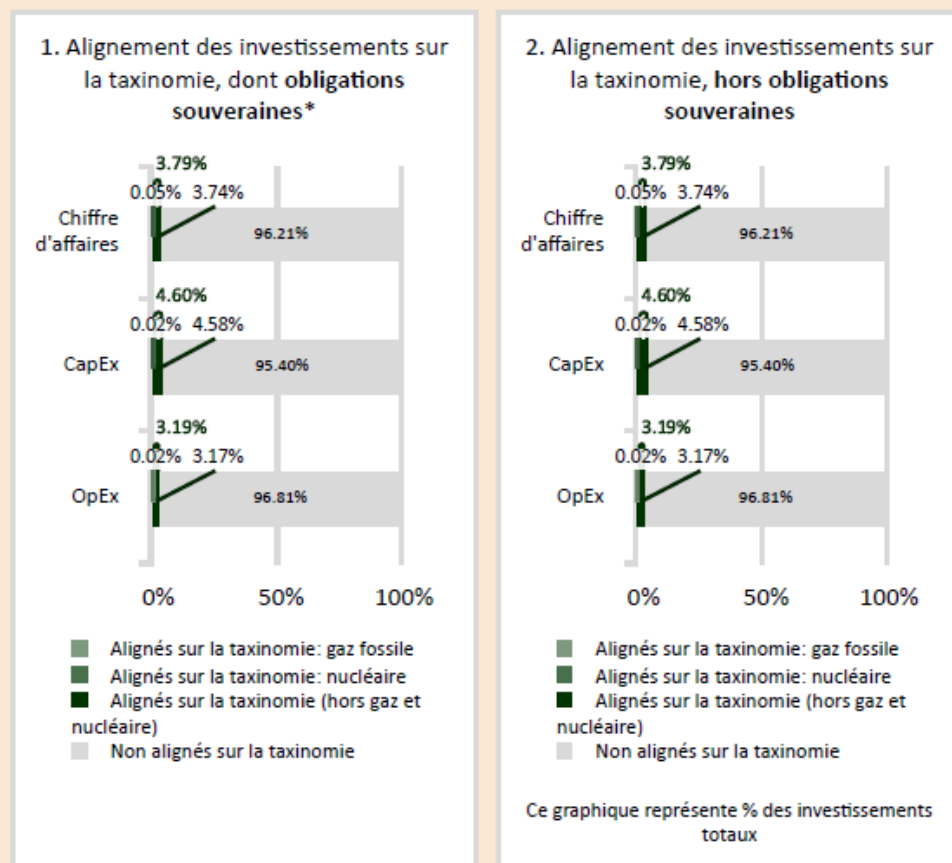 1. Alignement des investissements sur
la taxinomie, dont obligations
souveraines*
3.79%
0.05% 3.74%
Chiffre
d'affaires
96.21%
4.60%
0.02% 4.58%
CapEx
95.40%
3.19%
0.02% 3.17%
OpEx
96.81%
0% 50% 100%
Alignés sur la taxinomie: gaz fossile
Alignés sur la taxinomie: nucléaire
Alignés sur la taxinomie (hors gaz et
nucléaire)
Non alignés sur la taxinomie
2. Alignement des investissements sur
la taxinomie, hors obligations
souveraines
3.79%
0.05% 3.74%
Chiffre
d'affaires
96.21%
4.60%
0.02% 4.58%
CapEx
95.40%
3.19%
0.02% 3.17%
OpEx
96.81%
0% 50% 100%
Alignés sur la taxinomie: gaz fossile
Alignés sur la taxinomie: nucléaire
Alignés sur la taxinomie (hors gaz et
nucléaire)
Non alignés sur la taxinomie
Ce graphique représente % des investissements
totaux